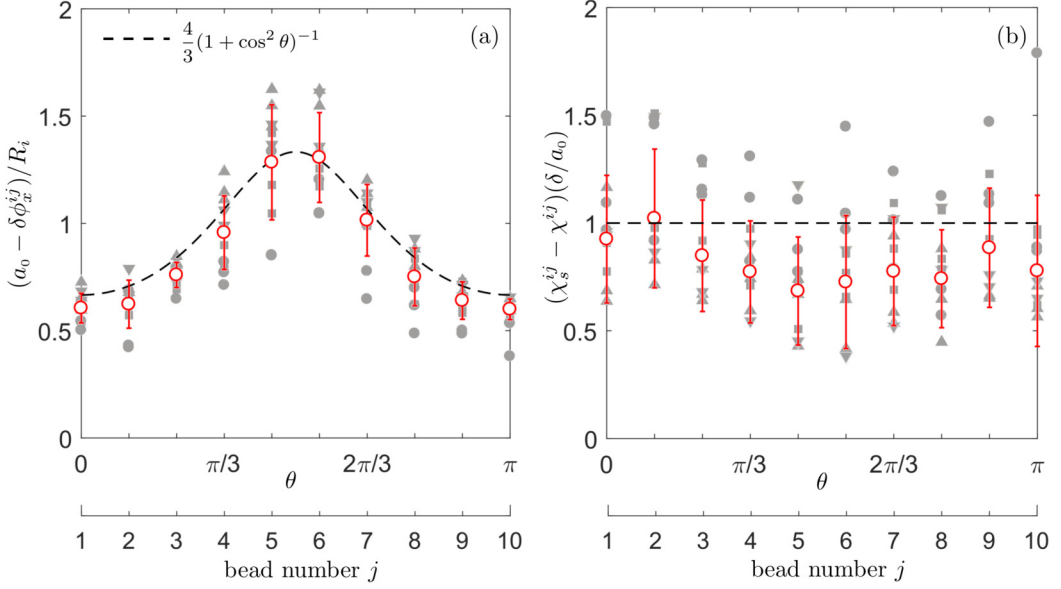 (a)
4/3 (1 + cos² θ)⁻¹
(a₀ − δϕₓⁱʲ)/Rᵢ
2
1.5
1
0.5
0
0 π/3 2π/3 π
θ
1 2 3 4 5 6 7 8 9 10
bead number j
(b)
(χₛⁱʲ − χⁱʲ)(δ/a₀)
2
1.5
1
0.5
0
0 π/3 2π/3 π
θ
1 2 3 4 5 6 7 8 9 10
bead number j